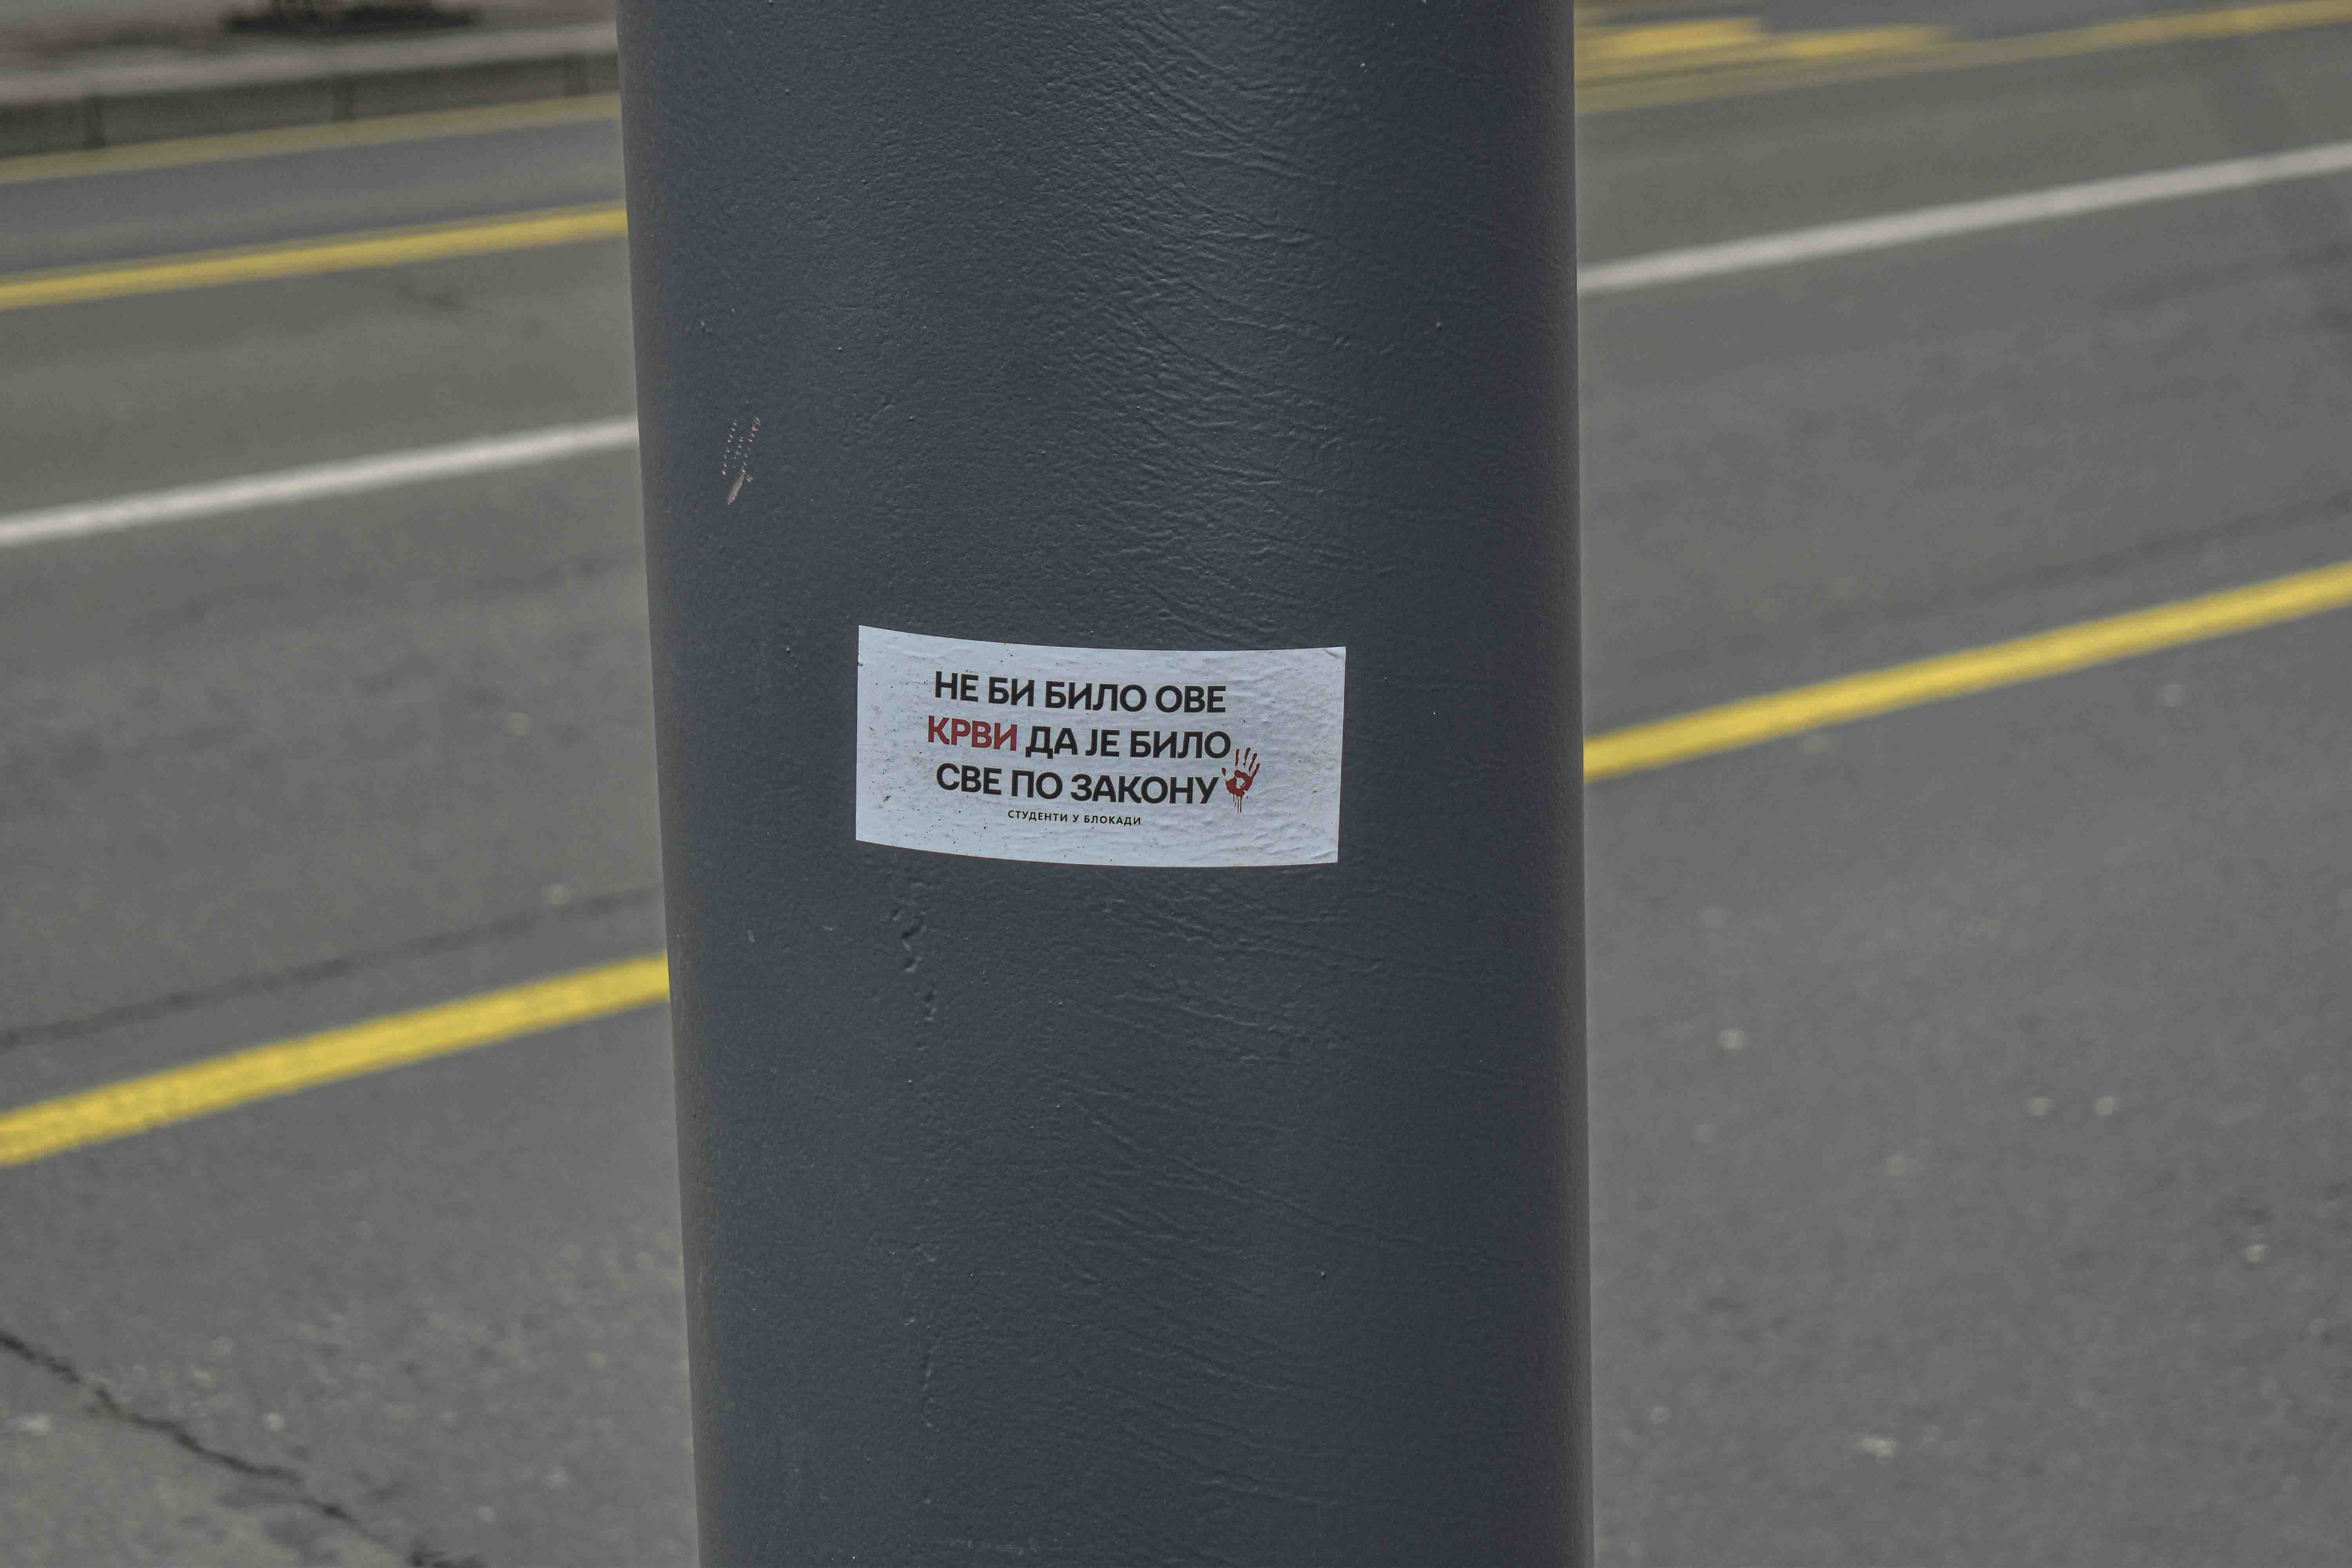 НЕ БИ БИЛО ОВЕ
КРВИ ДА ЈЕ БИЛО
СВЕ ПО ЗАКОНУ
СТУДЕНТИ У БЛОКАДИ